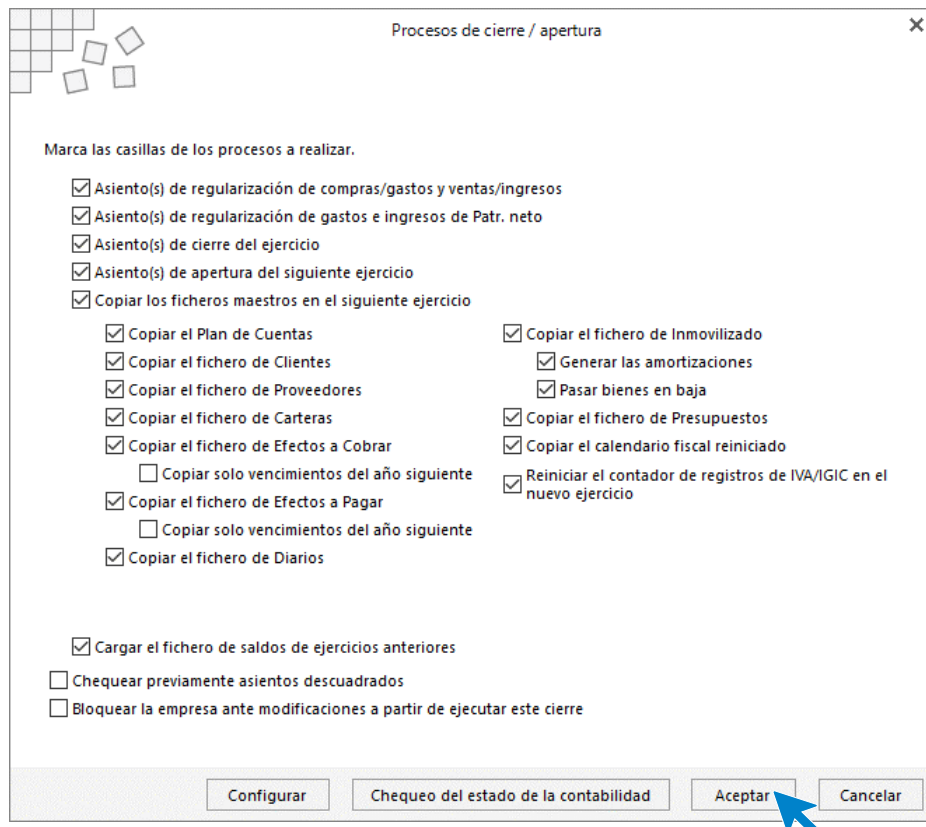 Procesos de cierre / apertura
Marca las casillas de los procesos a realizar.
Asiento(s) de regularización de compras/gastos y ventas/ingresos
Asiento(s) de regularización de gastos e ingresos de Patr. neto
Asiento(s) de cierre del ejercicio
Asiento(s) de apertura del siguiente ejercicio
Copiar los ficheros maestros en el siguiente ejercicio
Copiar el Plan de Cuentas
Copiar el fichero de Clientes
Copiar el fichero de Proveedores
Copiar el fichero de Carteras
Copiar el fichero de Efectos a Cobrar
Copiar solo vencimientos del año siguiente
Copiar el fichero de Efectos a Pagar
Copiar solo vencimientos del año siguiente
Copiar el fichero de Diarios
Copiar el fichero de Inmovilizado
Generar las amortizaciones
Pasar bienes en baja
Copiar el fichero de Presupuestos
Copiar el calendario fiscal reiniciado
Reiniciar el contador de registros de IVA/IGIC en el
nuevo ejercicio
Cargar el fichero de saldos de ejercicios anteriores
Chequear previamente asientos descuadrados
Bloquear la empresa ante modificaciones a partir de ejecutar este cierre
Configurar
Chequeo del estado de la contabilidad
Aceptar
Cancelar